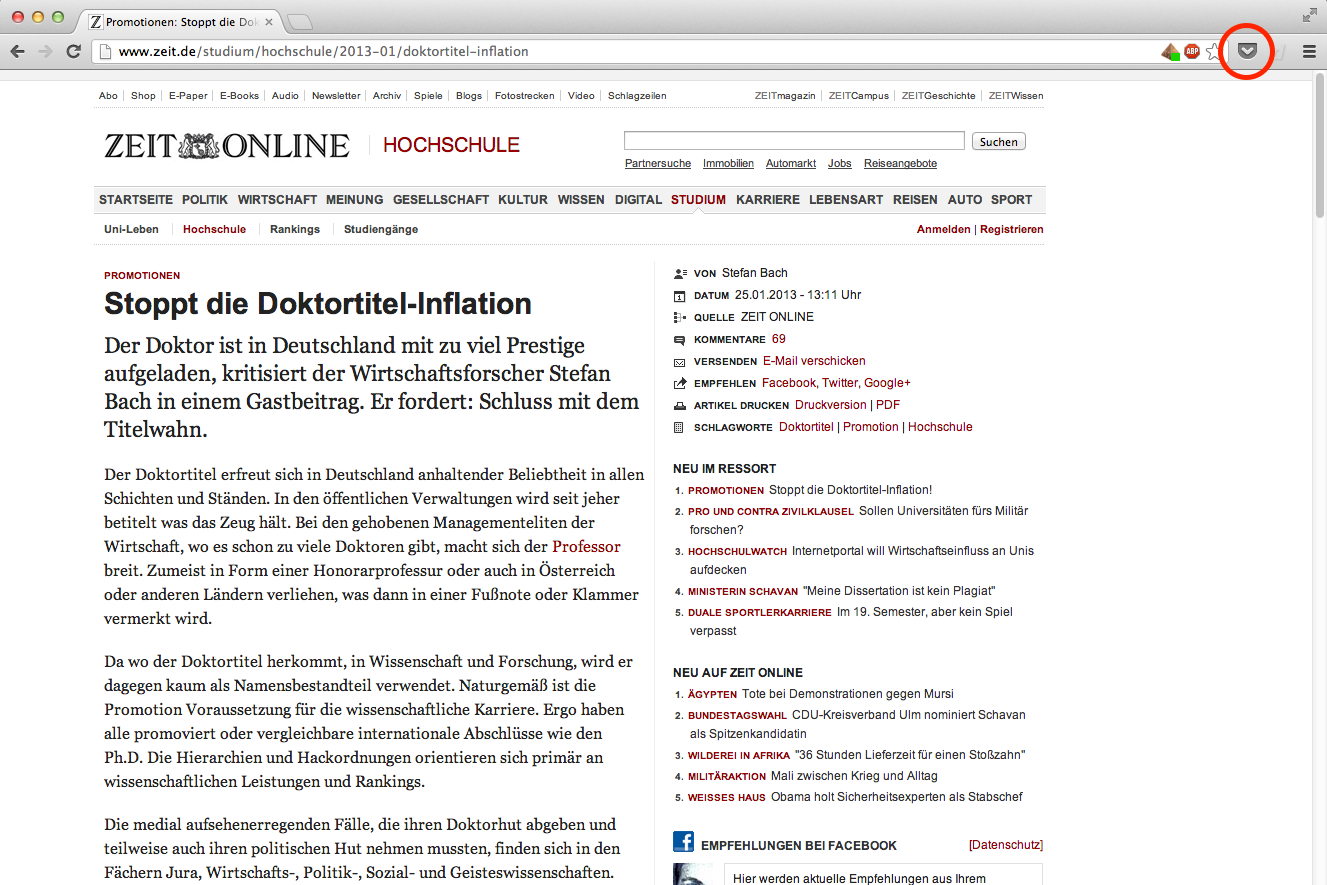 Promotionen: Stoppt die Dok
www.zeit.de/studium/hochschule/2013-01/doktortitel-inflation
ABP
Abo Shop E-Paper E-Books Audio Newsletter Archiv Spiele Blogs Fotostrecken Video Schlagzeilen ZEITmagazin ZEITCampus ZEITGeschichte ZEITWissen
ZEIT ONLINE HOCHSCHULE
Suchen
Partnersuche Immobilien Automarkt Jobs Reiseangebote
STARTSEITE POLITIK WIRTSCHAFT MEINUNG GESELLSCHAFT KULTUR WISSEN DIGITAL STUDIUM KARRIERE LEBENSART REISEN AUTO SPORT
Uni-Leben Hochschule Rankings Studiengänge Anmelden | Registrieren
PROMOTIONEN
Stoppt die Doktortitel-Inflation
Der Doktor ist in Deutschland mit zu viel Prestige
aufgeladen, kritisiert der Wirtschaftsforscher Stefan
Bach in einem Gastbeitrag. Er fordert: Schluss mit dem
Titelwahn.
Der Doktortitel erfreut sich in Deutschland anhaltender Beliebtheit in allen
Schichten und Ständen. In den öffentlichen Verwaltungen wird seit jeher
betitelt was das Zeug hält. Bei den gehobenen Managementeliten der
Wirtschaft, wo es schon zu viele Doktoren gibt, macht sich der Professor
breit. Zumeist in Form einer Honorarprofessur oder auch in Österreich
oder anderen Ländern verliehen, was dann in einer Fußnote oder Klammer
vermerkt wird.
Da wo der Doktortitel herkommt, in Wissenschaft und Forschung, wird er
dagegen kaum als Namensbestandteil verwendet. Naturgemäß ist die
Promotion Voraussetzung für die wissenschaftliche Karriere. Ergo haben
alle promoviert oder vergleichbare internationale Abschlüsse wie den
Ph.D. Die Hierarchien und Hackordnungen orientieren sich primär an
wissenschaftlichen Leistungen und Rankings.
Die medial aufsehenerregenden Fälle, die ihren Doktorhut abgeben und
teilweise auch ihren politischen Hut nehmen mussten, finden sich in den
Fächern Jura, Wirtschafts-, Politik-, Sozial- und Geisteswissenschaften.
VON Stefan Bach
DATUM 25.01.2013 - 13:11 Uhr
QUELLE ZEIT ONLINE
KOMMENTARE 69
VERSENDEN E-Mail verschicken
EMPFEHLEN Facebook, Twitter, Google+
ARTIKEL DRUCKEN Druckversion | PDF
SCHLAGWORTE Doktortitel | Promotion | Hochschule
NEU IM RESSORT
1. PROMOTIONEN Stoppt die Doktortitel-Inflation!
2. PRO UND CONTRA ZIVILKLAUSEL Sollen Universitäten fürs Militär
forschen?
3. HOCHSCHULWATCH Internetportal will Wirtschaftseinfluss an Unis
aufdecken
4. MINISTERIN SCHAVAN "Meine Dissertation ist kein Plagiat"
5. DUALE SPORTLERKARRIERE Im 19. Semester, aber kein Spiel
verpasst
NEU AUF ZEIT ONLINE
1. ÄGYPTEN Tote bei Demonstrationen gegen Mursi
2. BUNDESTAGSWAHL CDU-Kreisverband Ulm nominiert Schavan
als Spitzenkandidatin
3. WILDEREI IN AFRIKA "36 Stunden Lieferzeit für einen Stoßzahn"
4. MILITÄRAKTION Mali zwischen Krieg und Alltag
5. WEISSES HAUS Obama holt Sicherheitsexperten als Stabschef
f EMPFEHLUNGEN BEI FACEBOOK [Datenschutz]
Hier werden aktuelle Empfehlungen aus Ihrem